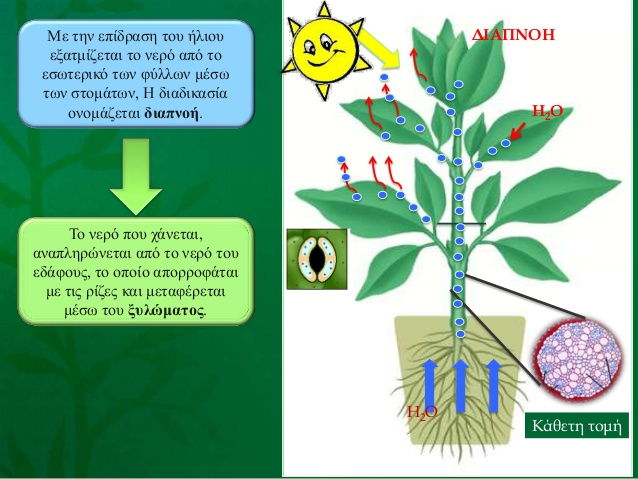 Με την επίδραση του ήλιου
εξατμίζεται το νερό από το
εσωτερικό των φύλλων μέσω
των στομάτων, Η διαδικασία
ονομάζεται διαπνοή.
Το νερό που χάνεται,
αναπληρώνεται από το νερό του
εδάφους, το οποίο απορροφάται
με τις ρίζες και μεταφέρεται
μέσω του ξυλώματος.
ΔΙΑΠΝΟΗ
H₂O
H₂O
Κάθετη τομή